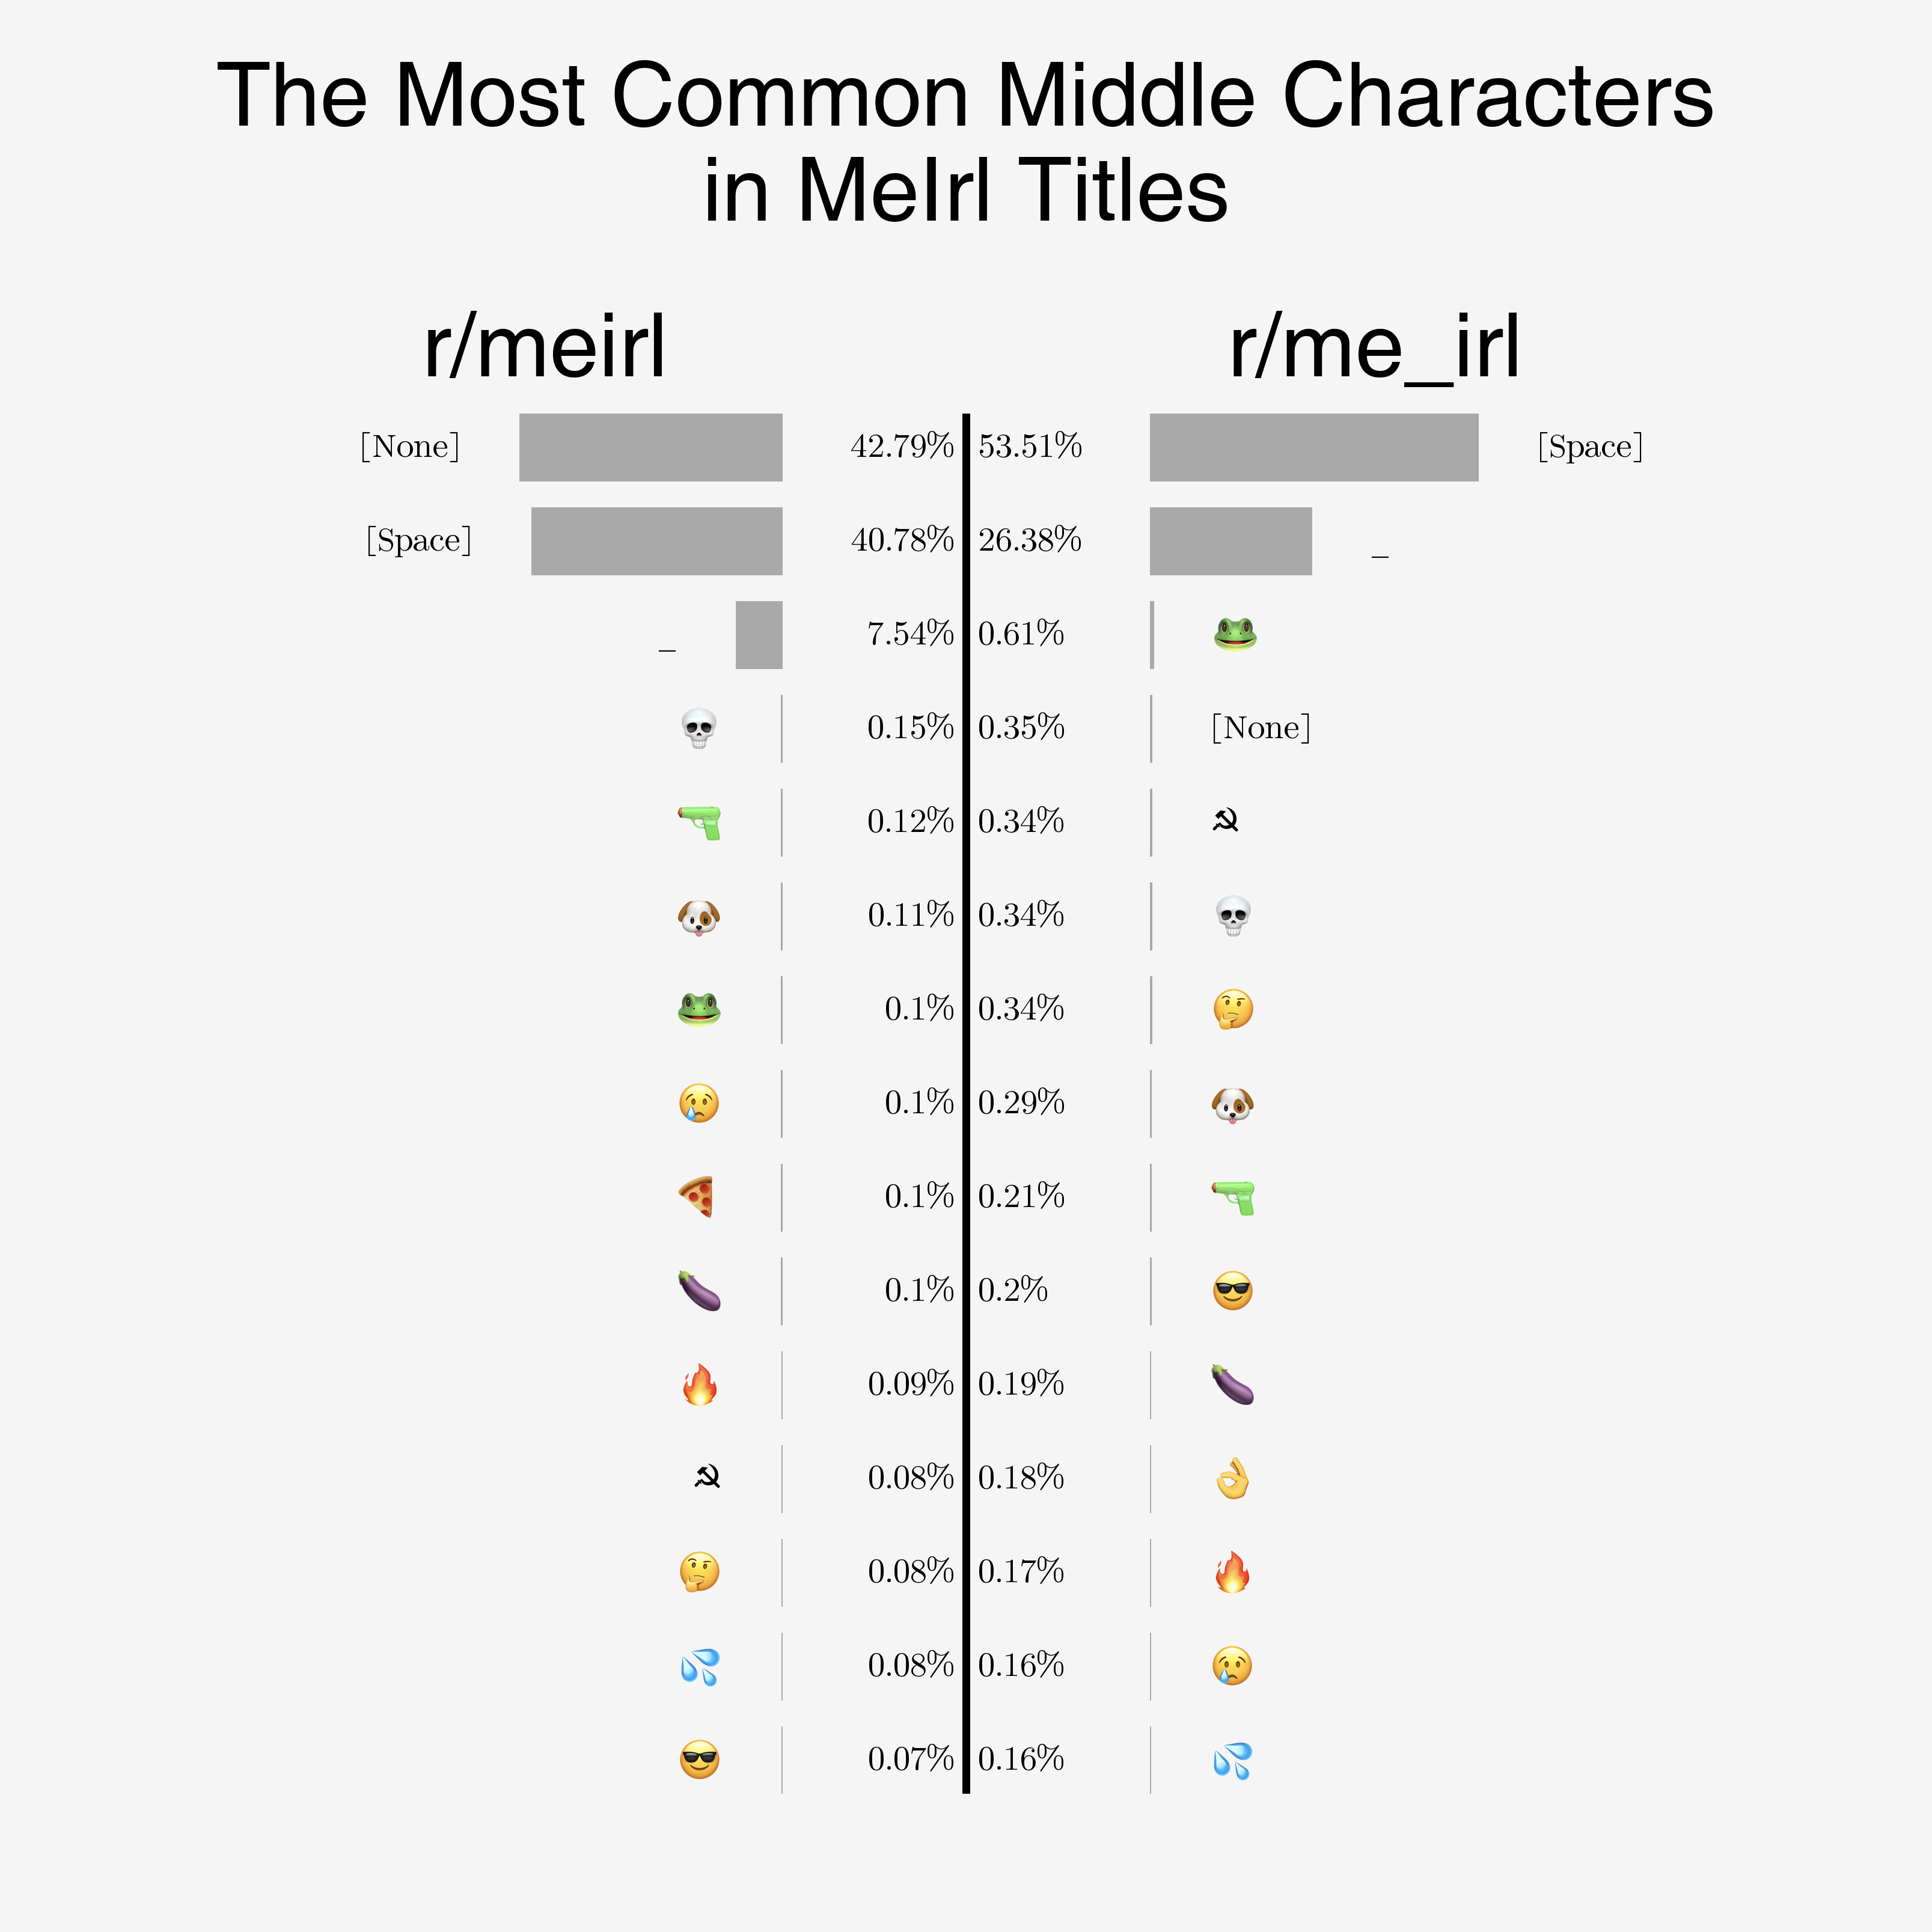 The Most Common Middle Characters
in MeIrl Titles
r/meirl r/me_irl
[None] 42.79% 53.51% [Space]
[Space] 40.78% 26.38% _
_ 7.54% 0.61% 🐸
💀 0.15% 0.35% [None]
🔫 0.12% 0.34% ☭
🐶 0.11% 0.34% 💀
🐸 0.1% 0.34% 🤔
😢 0.1% 0.29% 🐶
🍕 0.1% 0.21% 🔫
🍆 0.1% 0.2% 😎
🔥 0.09% 0.19% 🍆
☭ 0.08% 0.18% 👌
🤔 0.08% 0.17% 🔥
💦 0.08% 0.16% 😢
😎 0.07% 0.16% 💦